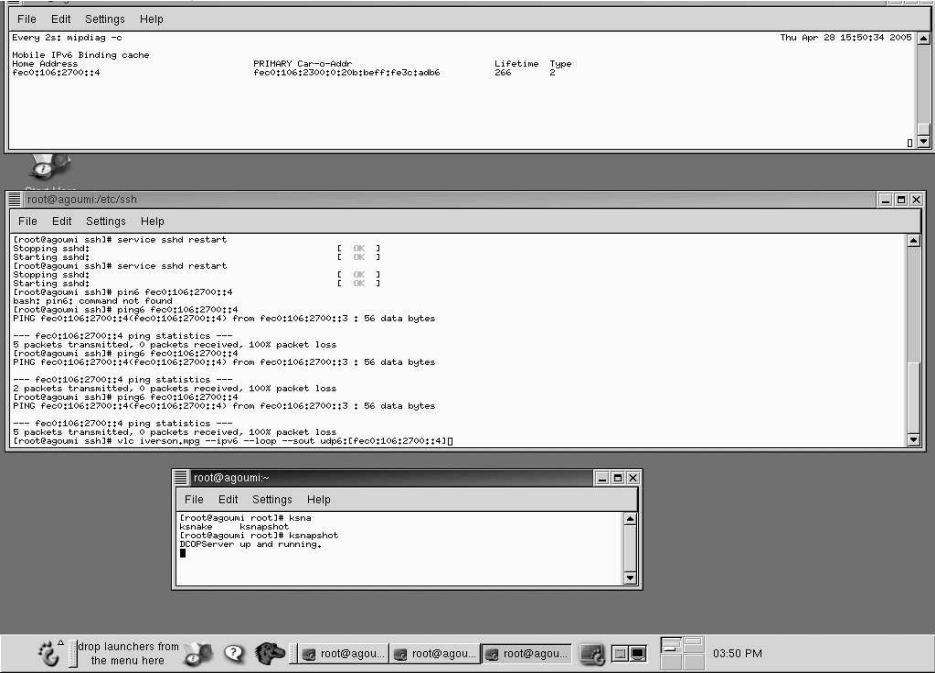 File Edit Settings Help
Every 2s: mipdiag -c Thu Apr 28 15:50:34 2005
Mobile IPv6 Binding cache
Home Address PRIMARY Car-o-Addr Lifetime Type
fec0:106:2700::4 fec0:106:2300:0:20b:beff:fe3c:adb6 266 2
root@agoumi:/etc/ssh
File Edit Settings Help
[root@agoumi ssh]# service sshd restart
Stopping sshd: [ OK ]
Starting sshd: [ OK ]
[root@agoumi ssh]# service sshd restart
Stopping sshd: [ OK ]
Starting sshd: [ OK ]
[root@agoumi ssh]# pin6 fec0:106:2700::4
bash: pin6: command not found
[root@agoumi ssh]# ping6 fec0:106:2700::4
PING fec0:106:2700::4(fec0:106:2700::4) from fec0:106:2700::3 : 56 data bytes
--- fec0:106:2700::4 ping statistics ---
5 packets transmitted, 0 packets received, 100% packet loss
[root@agoumi ssh]# ping6 fec0:106:2700::4
PING fec0:106:2700::4(fec0:106:2700::4) from fec0:106:2700::3 : 56 data bytes
--- fec0:106:2700::4 ping statistics ---
2 packets transmitted, 0 packets received, 100% packet loss
[root@agoumi ssh]# ping6 fec0:106:2700::4
PING fec0:106:2700::4(fec0:106:2700::4) from fec0:106:2700::3 : 56 data bytes
--- fec0:106:2700::4 ping statistics ---
5 packets transmitted, 0 packets received, 100% packet loss
[root@agoumi ssh]# vlc iverson.mpg --ipv6 --loop --sout udp6:[fec0:106:2700::4]
root@agoumi:~
File Edit Settings Help
[root@agoumi root]# ksna
ksnake ksnapshot
[root@agoumi root]# ksnapshot
DCOPServer up and running.
drop launchers from
the menu here
root@agou... root@agou... root@agou... 03:50 PM